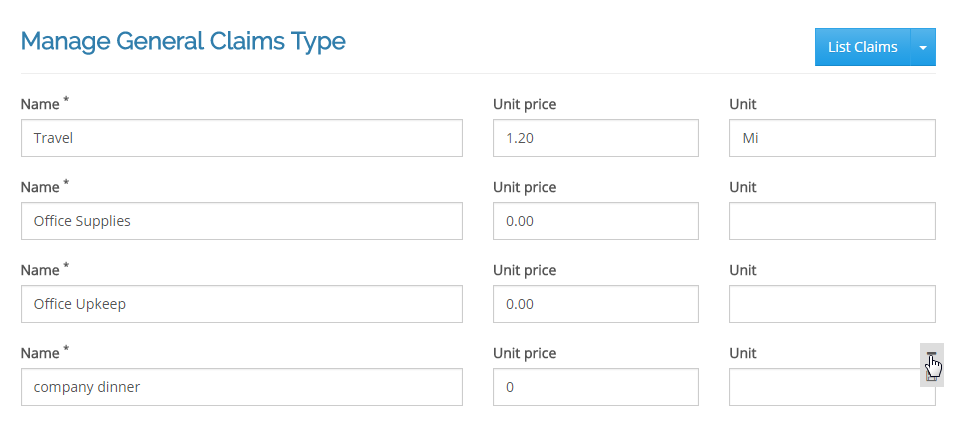 Manage General Claims Type
List Claims
Name * Unit price Unit
Travel 1.20 Mi
Name * Unit price Unit
Office Supplies 0.00
Name * Unit price Unit
Office Upkeep 0.00
Name * Unit price Unit
company dinner 0